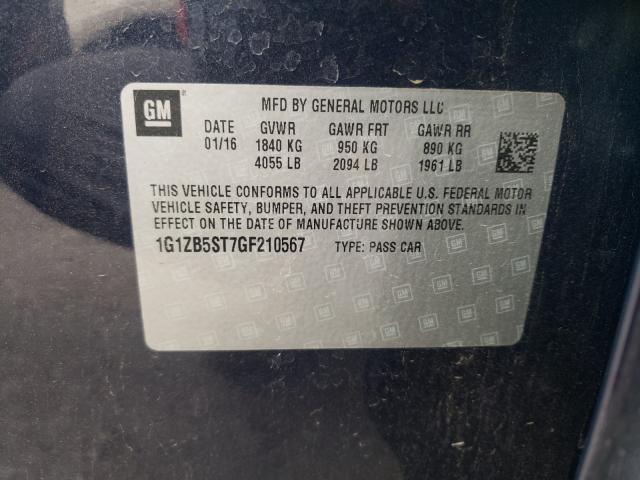 GM
MFD BY GENERAL MOTORS LLC
DATE GVWR GAWR FRT GAWR RR
01/16 1840 KG 950 KG 890 KG
4055 LB 2094 LB 1961 LB
THIS VEHICLE CONFORMS TO ALL APPLICABLE U.S. FEDERAL MOTOR
VEHICLE SAFETY, BUMPER, AND THEFT PREVENTION STANDARDS IN
EFFECT ON THE DATE OF MANUFACTURE SHOWN ABOVE.
1G1ZB5ST7GF210567 TYPE: PASS CAR